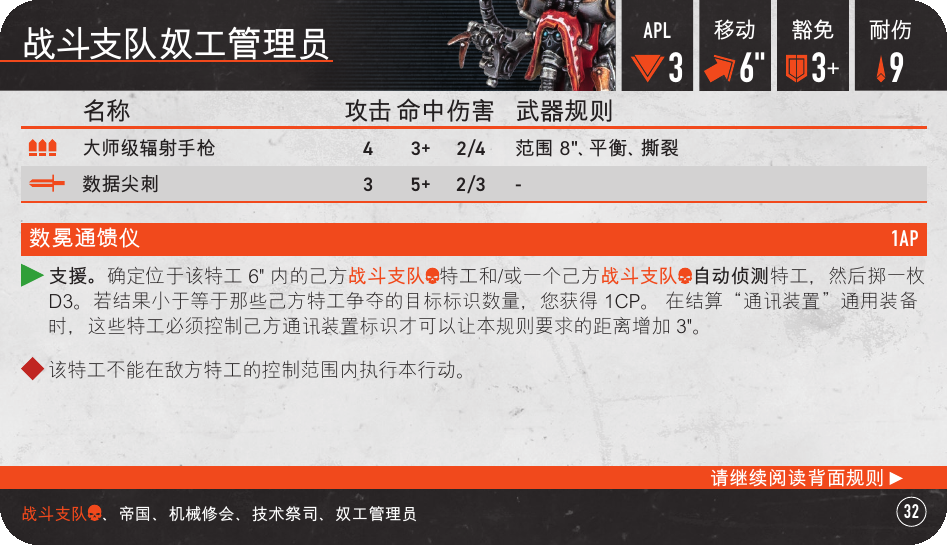 战斗支队奴工管理员
APL 移动 豁免 耐伤
3 6" 3+ 9
名称 攻击 命中 伤害 武器规则
大师级辐射手枪 4 3+ 2/4 范围 8"、平衡、撕裂
数据尖刺 3 5+ 2/3 -
数冕通馈仪 1AP
支援。确定位于该特工 6" 内的己方战斗支队特工和/或一个己方战斗支队自动侦测特工，然后掷一枚
D3。若结果小于等于那些己方特工争夺的目标标识数量，您获得 1CP。 在结算“通讯装置”通用装备
时，这些特工必须控制己方通讯装置标识才可以让本规则要求的距离增加 3"。
该特工不能在敌方特工的控制范围内执行本行动。
请继续阅读背面规则
战斗支队、帝国、机械修会、技术祭司、奴工管理员 32